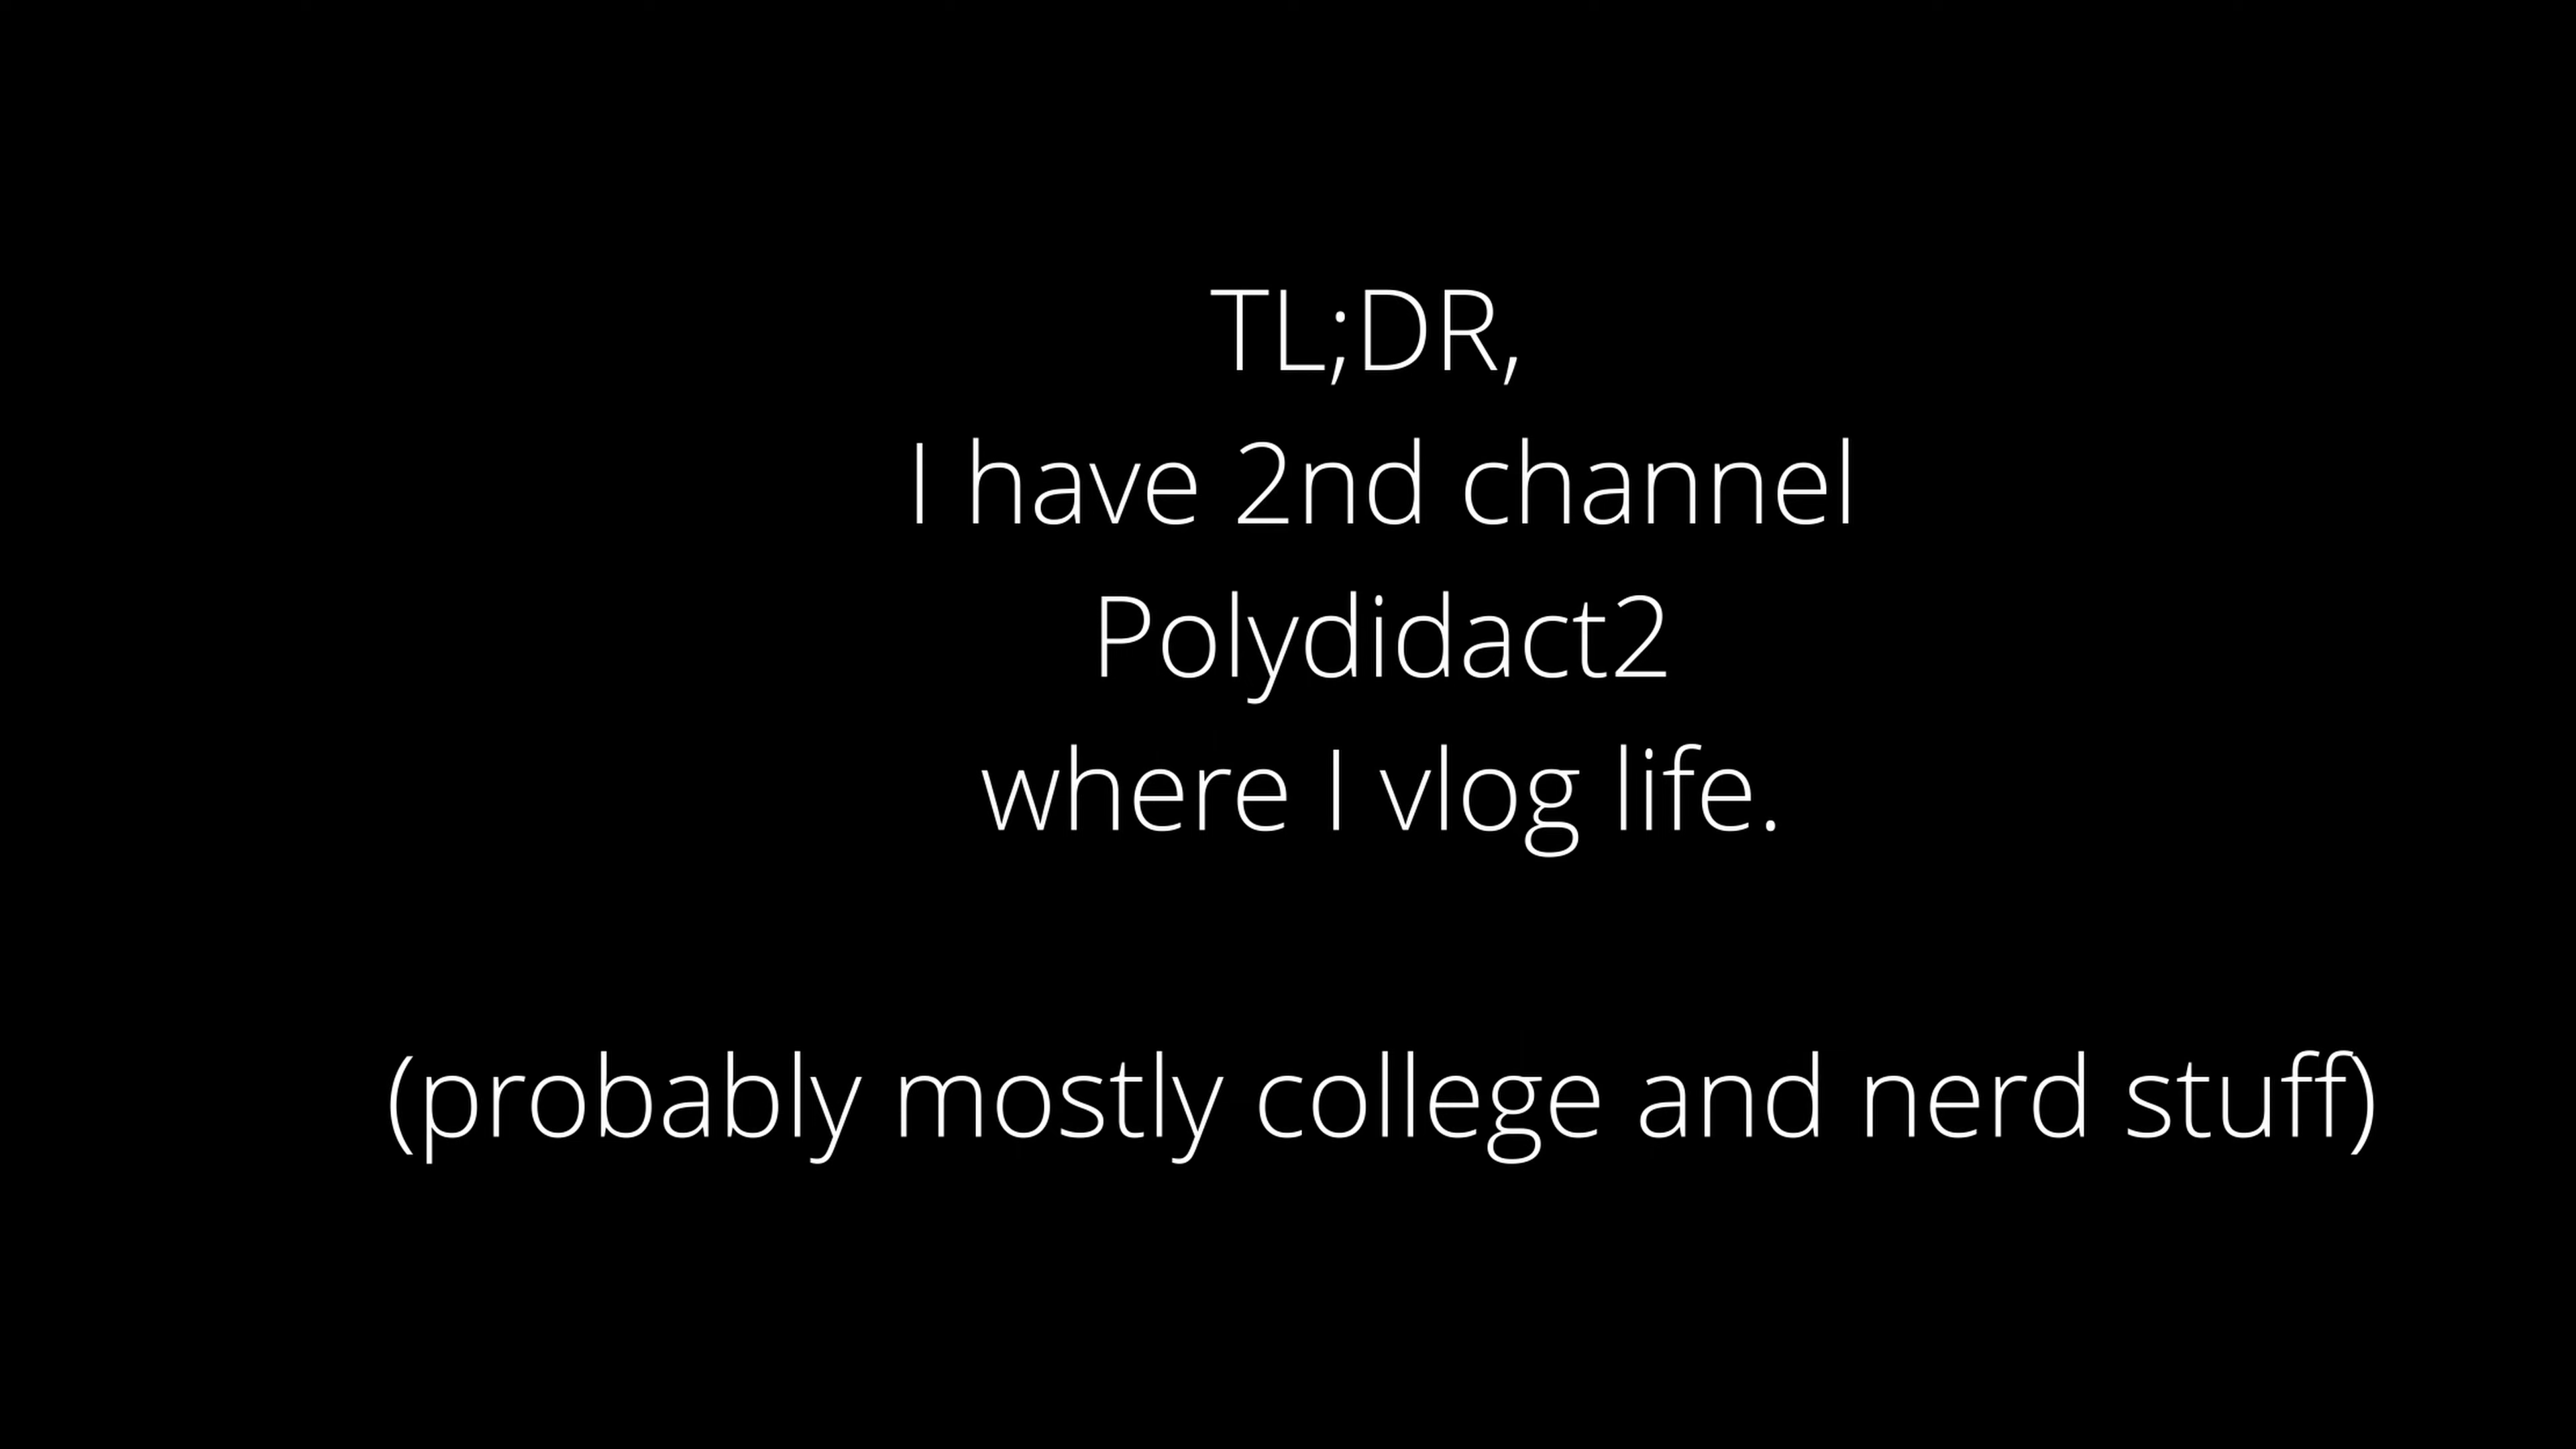 TL;DR,
I have 2nd channel
Polydidact2
where I vlog life.
(probably mostly college and nerd stuff)